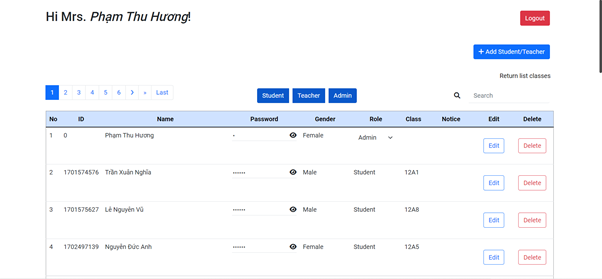 Hi Mrs. Phạm Thu Hương!
Logout
+ Add Student/Teacher
Return list classes
1 2 3 4 5 6 › » Last
Student Teacher Admin
Search
No ID Name Password Gender Role Class Notice Edit Delete
1 0 Phạm Thu Hương • Female Admin
Edit Delete
2 1701574576 Trần Xuân Nghĩa •••••• Male Student 12A1
Edit Delete
3 1701575627 Lê Nguyên Vũ •••••• Male Student 12A8
Edit Delete
4 1702497139 Nguyễn Đức Anh •••••• Female Student 12A5
Edit Delete